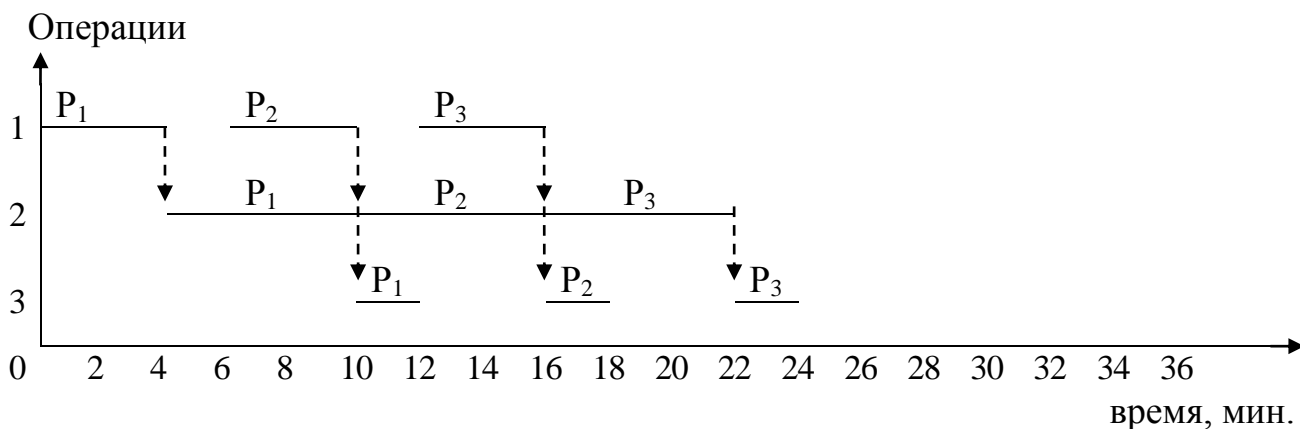 Операции
P₁ P₂ P₃
1
P₁ P₂ P₃
2
P₁ P₂ P₃
3
0 2 4 6 8 10 12 14 16 18 20 22 24 26 28 30 32 34 36
время, мин.